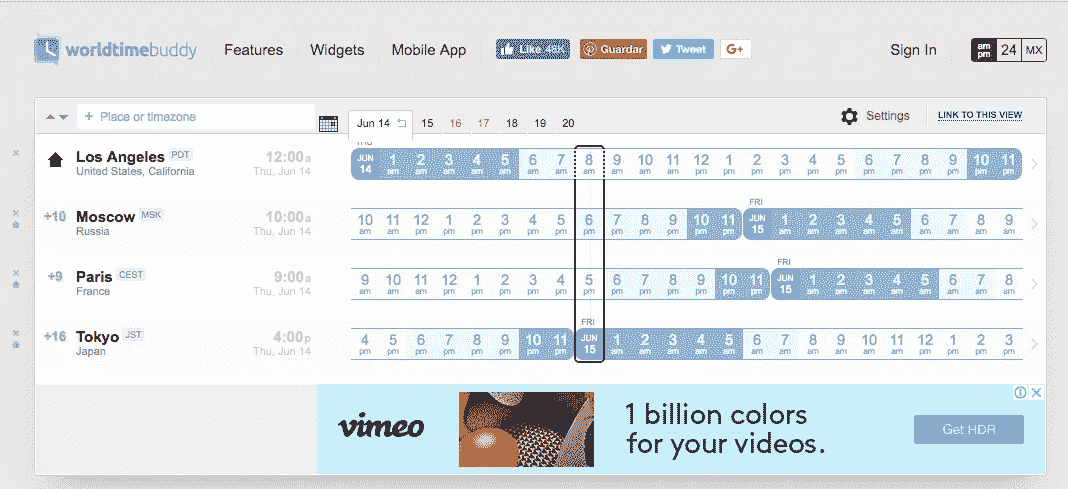 worldtimebuddy Features Widgets Mobile App Like 48K Guardar Tweet G+ Sign In am pm 24 MX
+ Place or timezone Jun 14 15 16 17 18 19 20 Settings LINK TO THIS VIEW
Los Angeles PDT 12:00a JUN 14 1 am 2 am 3 am 4 am 5 am 6 am 7 am 8 am 9 am 10 am 11 am 12 pm 1 pm 2 pm 3 pm 4 pm 5 pm 6 pm 7 pm 8 pm 9 pm 10 pm 11 pm
United States, California Thu, Jun 14
+10 Moscow MSK 10:00a 10 am 11 am 12 pm 1 pm 2 pm 3 pm 4 pm 5 pm 6 pm 7 pm 8 pm 9 pm 10 pm 11 pm FRI JUN 15 1 am 2 am 3 am 4 am 5 am 6 am 7 am 8 am 9 am
Russia Thu, Jun 14
+9 Paris CEST 9:00a 9 am 10 am 11 am 12 pm 1 pm 2 pm 3 pm 4 pm 5 pm 6 pm 7 pm 8 pm 9 pm 10 pm 11 pm FRI JUN 15 1 am 2 am 3 am 4 am 5 am 6 am 7 am 8 am
France Thu, Jun 14
+16 Tokyo JST 4:00p 4 pm 5 pm 6 pm 7 pm 8 pm 9 pm 10 pm 11 pm FRI JUN 15 1 am 2 am 3 am 4 am 5 am 6 am 7 am 8 am 9 am 10 am 11 am 12 pm 1 pm 2 pm 3 pm
Japan Thu, Jun 14
vimeo 1 billion colors Get HDR
for your videos.